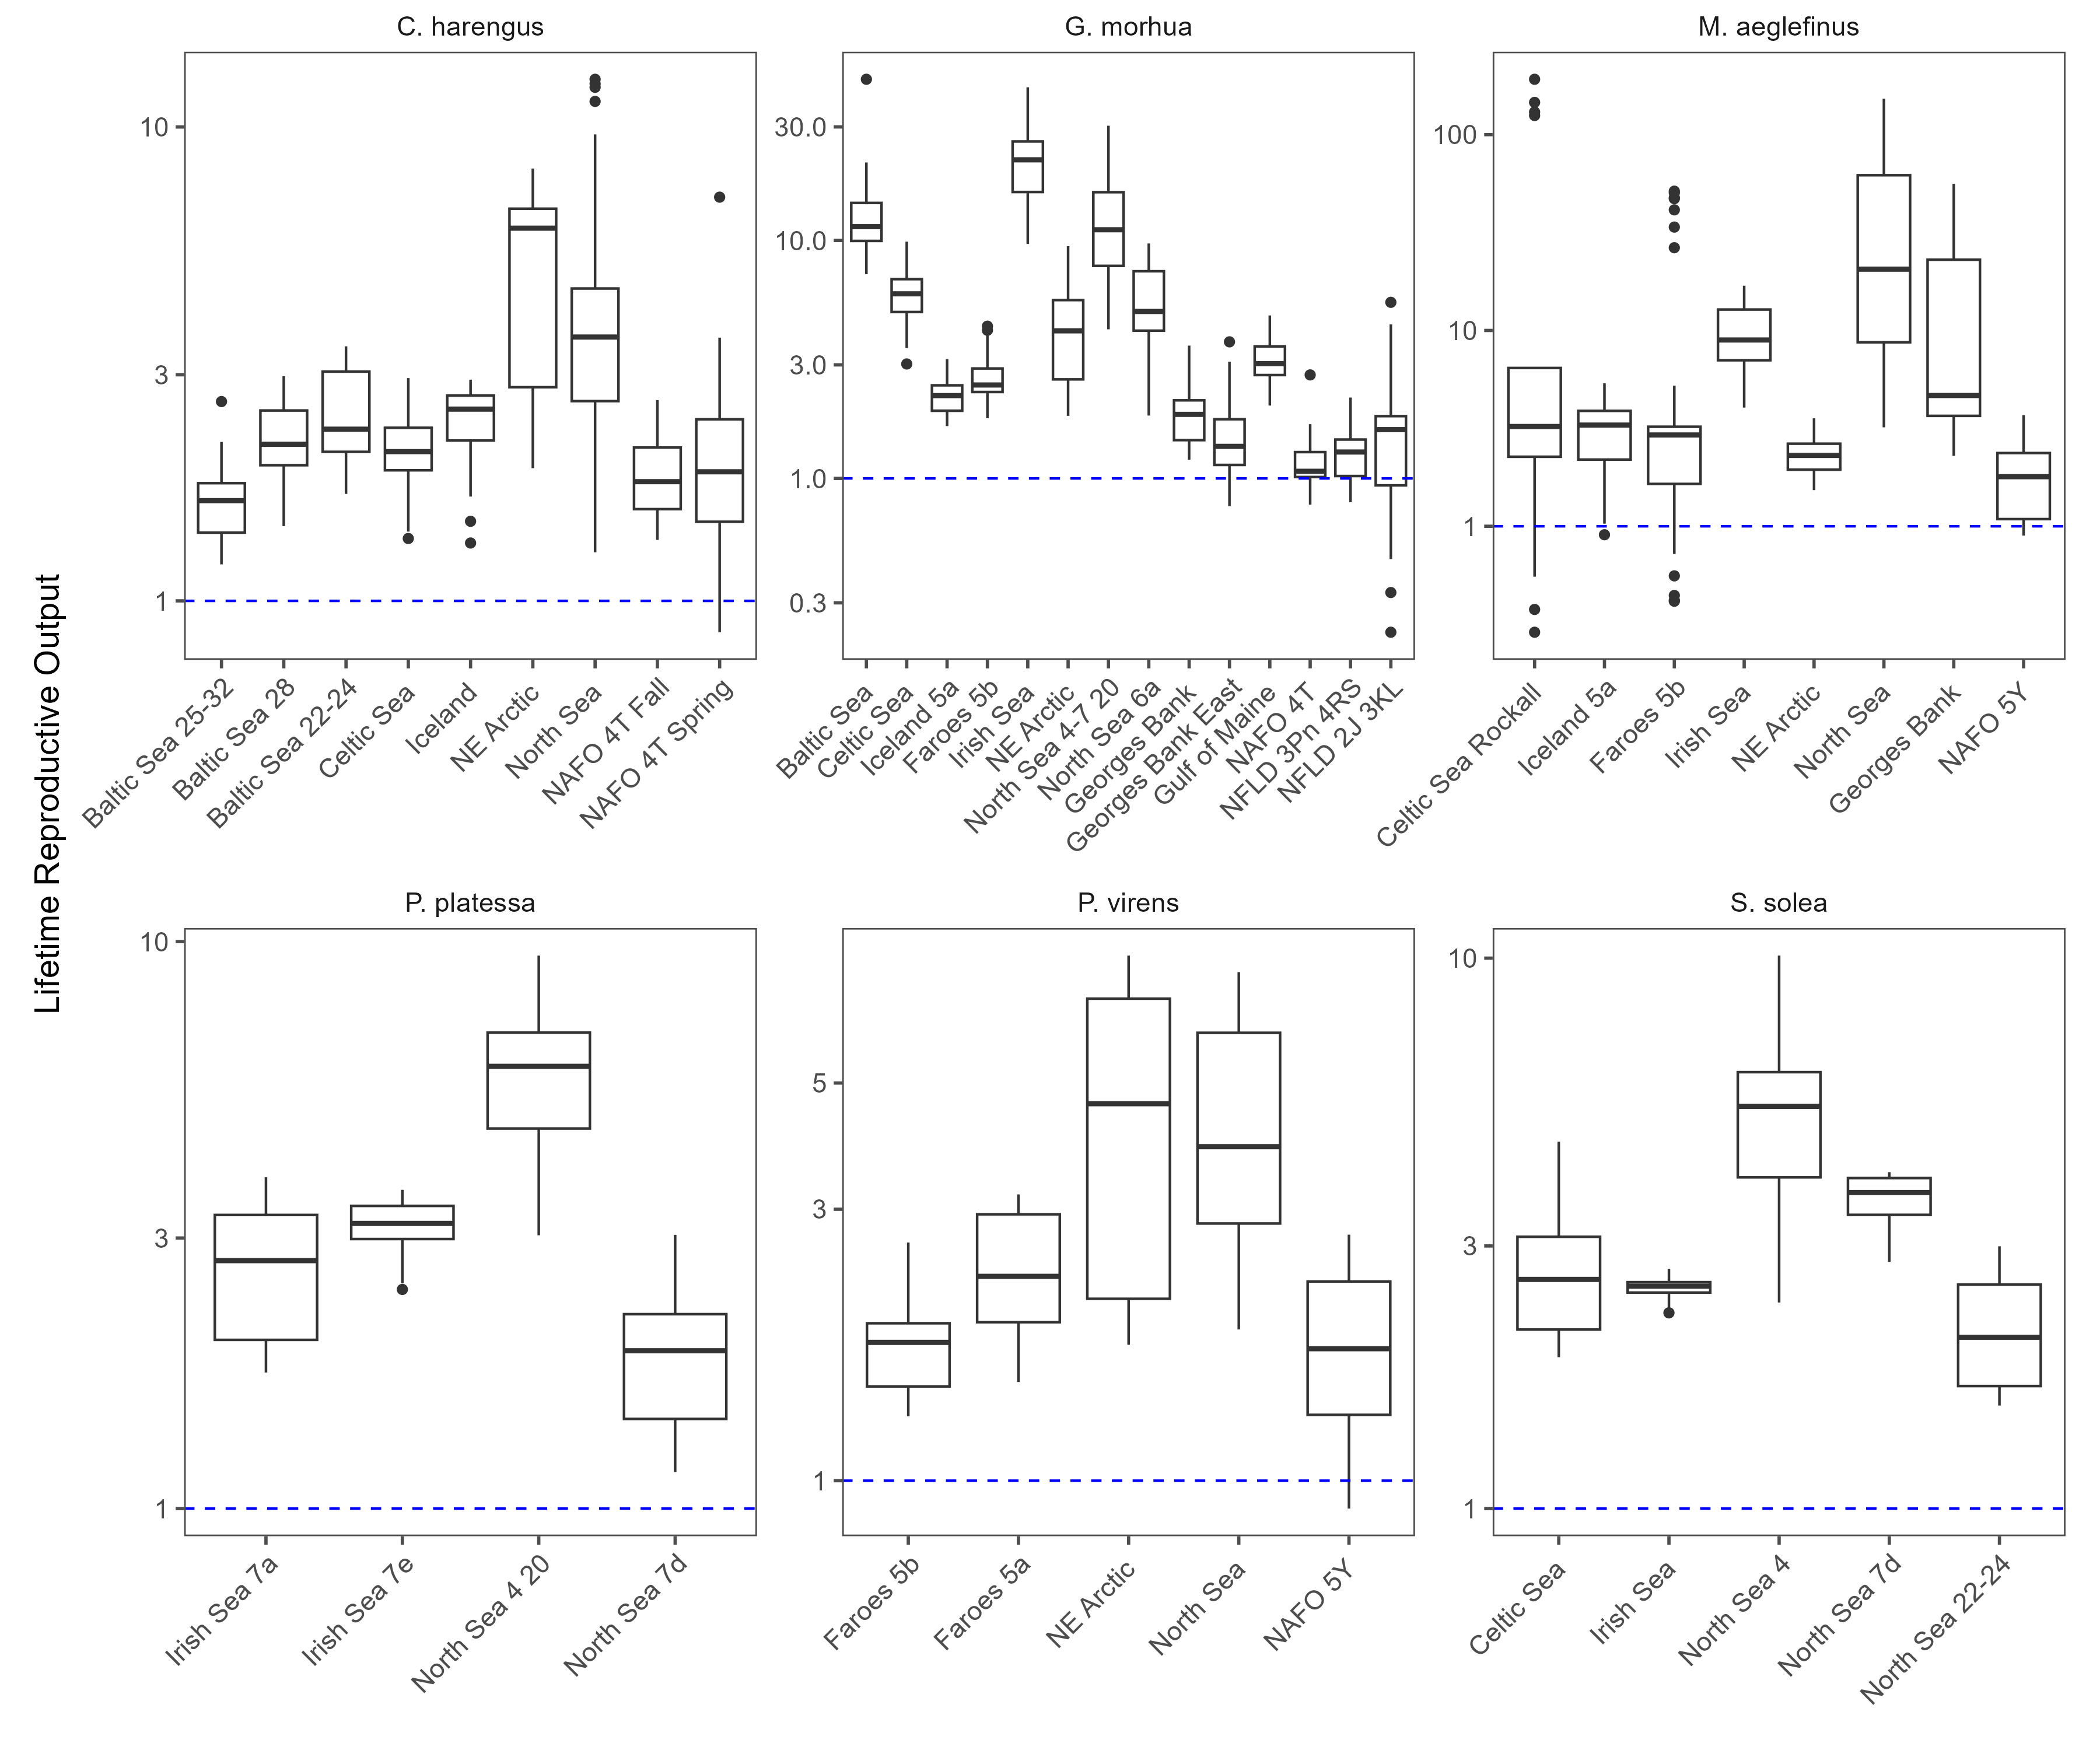 C. harengus
G. morhua
M. aeglefinus
Lifetime Reproductive Output
10
3
1
30.0
10.0
3.0
1.0
0.3
100
10
1
Baltic Sea 25-32
Baltic Sea 28
Baltic Sea 22-24
Celtic Sea
Iceland
NE Arctic
North Sea
NAFO 4T Fall
NAFO 4T Spring
Baltic Sea
Celtic Sea
Iceland 5a
Faroes 5b
Irish Sea
NE Arctic
North Sea 4-7 20
North Sea 6a
Georges Bank
Georges Bank East
Gulf of Maine
NAFO 4T
NFLD 3Pn 4RS
NFLD 2J 3KL
Celtic Sea Rockall
Iceland 5a
Faroes 5b
Irish Sea
NE Arctic
North Sea
Georges Bank
NAFO 5Y
P. platessa
P. virens
S. solea
10
3
1
5
3
1
10
3
1
Irish Sea 7a
Irish Sea 7e
North Sea 4 20
North Sea 7d
Faroes 5b
Faroes 5a
NE Arctic
North Sea
NAFO 5Y
Celtic Sea
Irish Sea
North Sea 4
North Sea 7d
North Sea 22-24